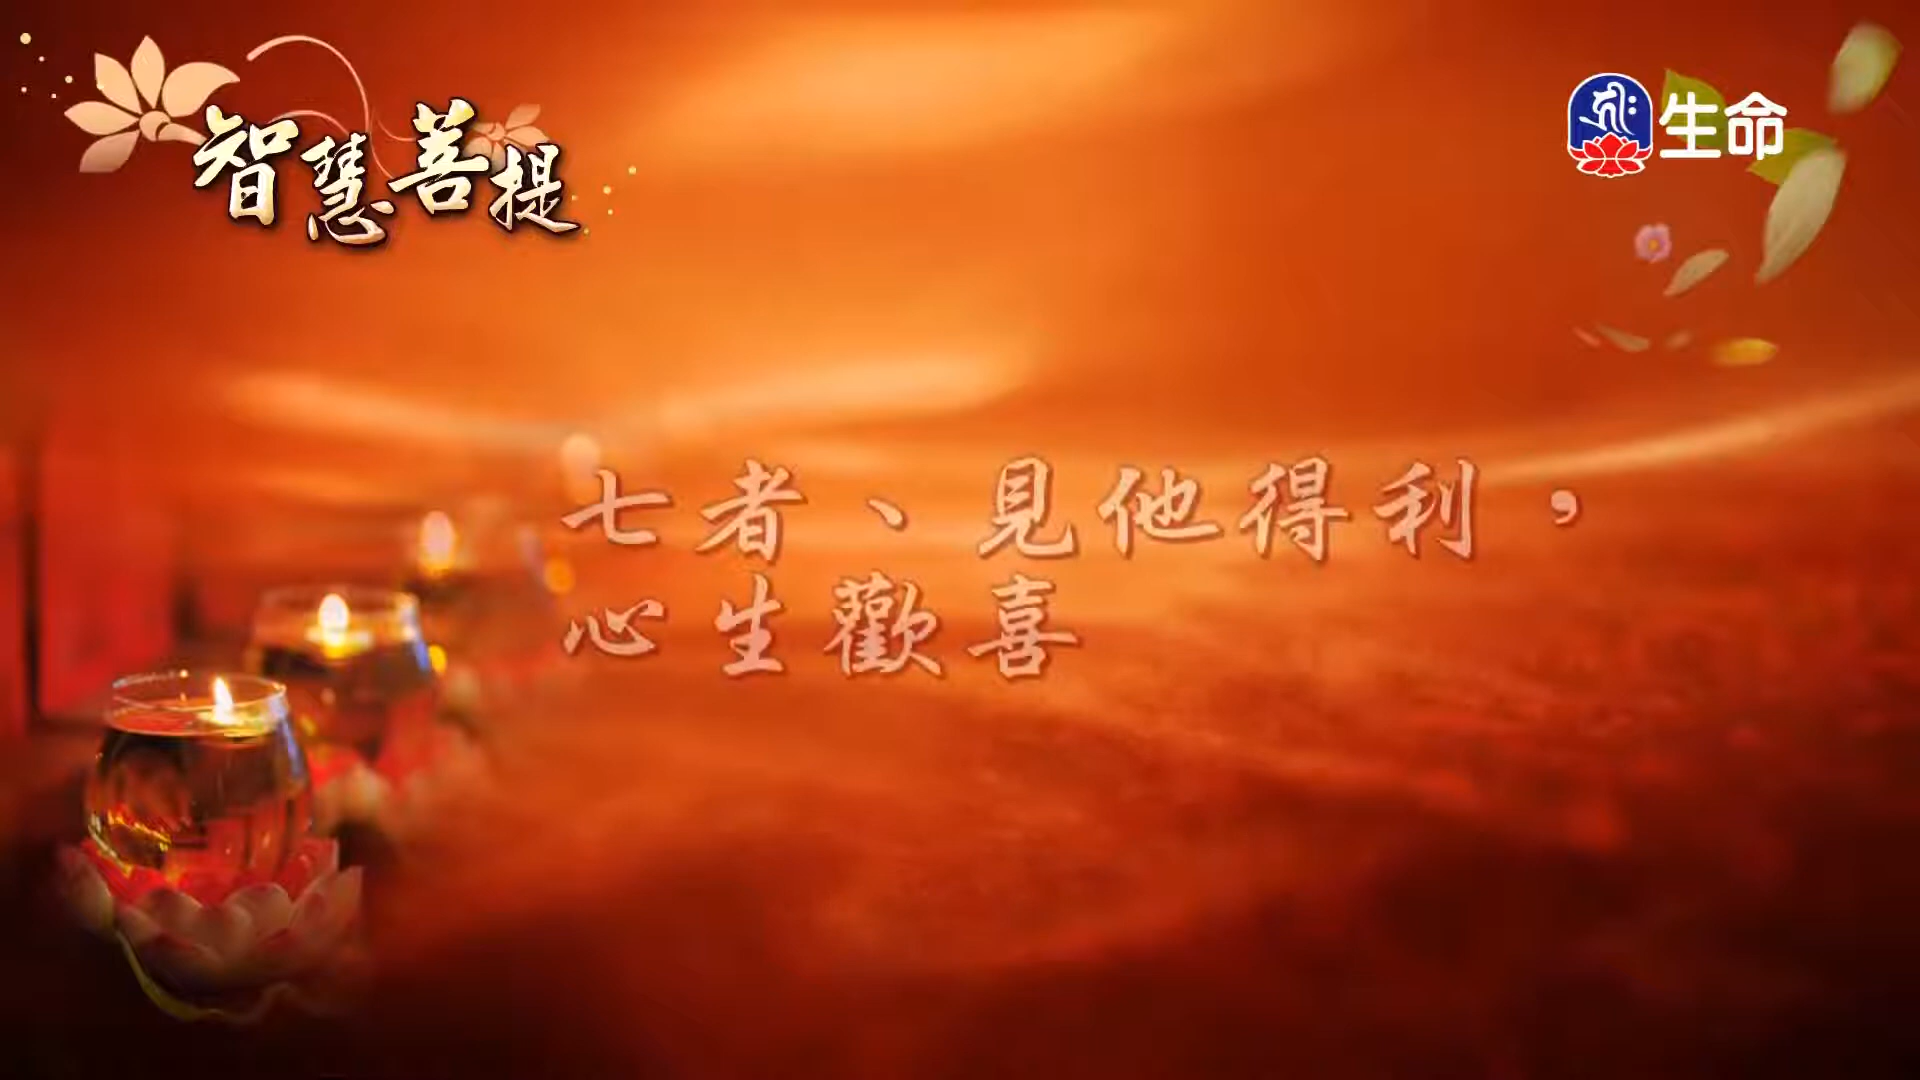 智慧菩提
生命
七者、見他得利，
心生歡喜